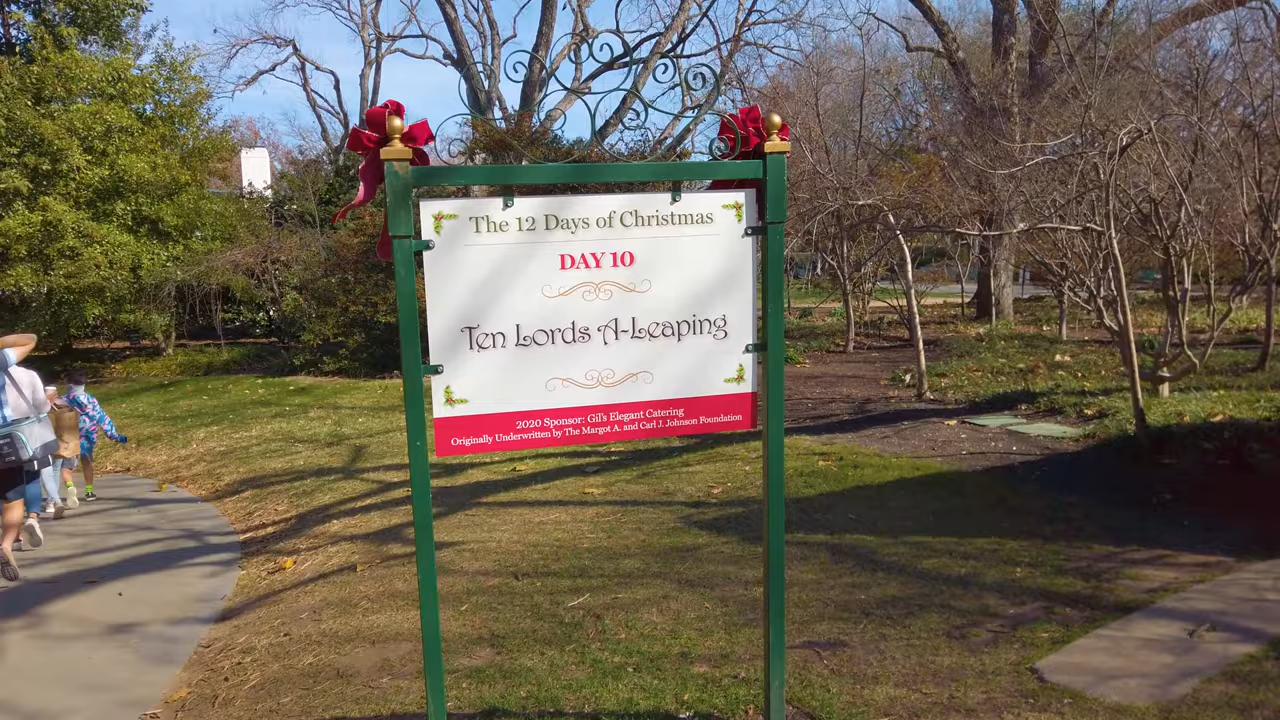 The 12 Days of Christmas
DAY 10
Ten Lords A-Leaping
2020 Sponsor: Gil's Elegant Catering
Originally Underwritten by The Margot A. and Carl J. Johnson Foundation